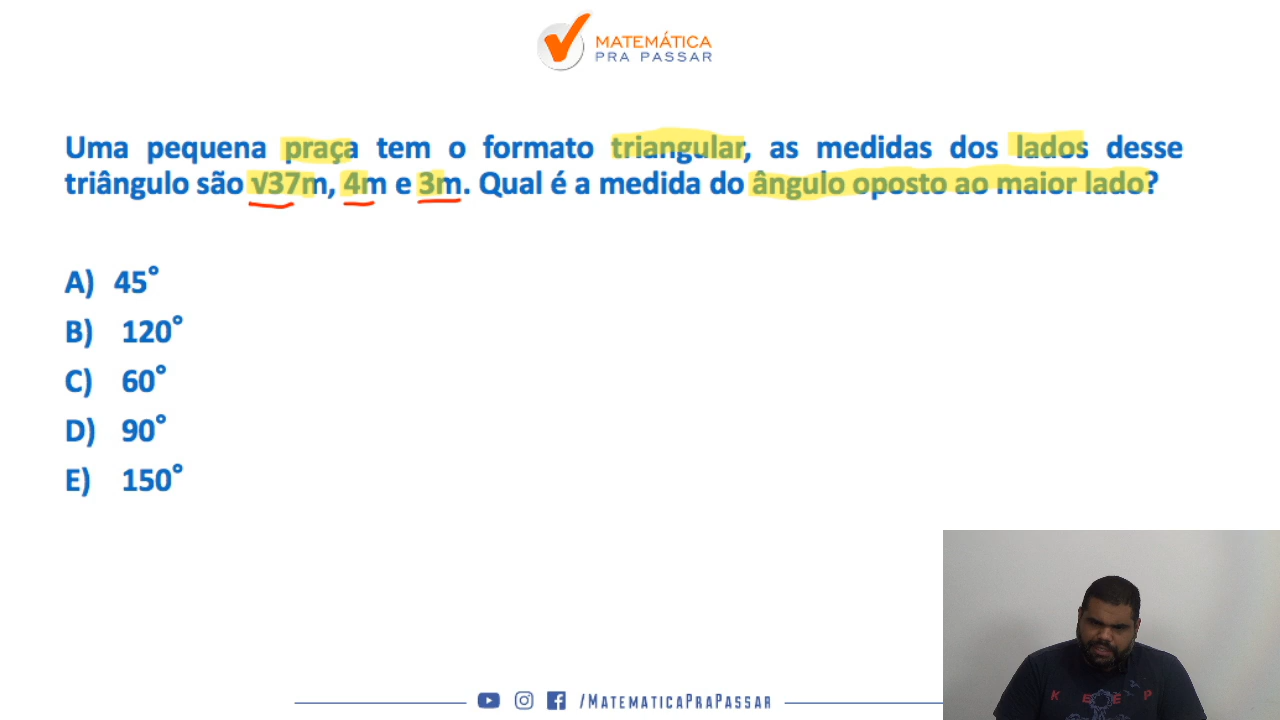 MATEMÁTICA
PRA PASSAR
Uma pequena praça tem o formato triangular, as medidas dos lados desse
triângulo são √37m, 4m e 3m. Qual é a medida do ângulo oposto ao maior lado?
A) 45°
B) 120°
C) 60°
D) 90°
E) 150°
/MATEMATICAPRAPASSAR
K E E P